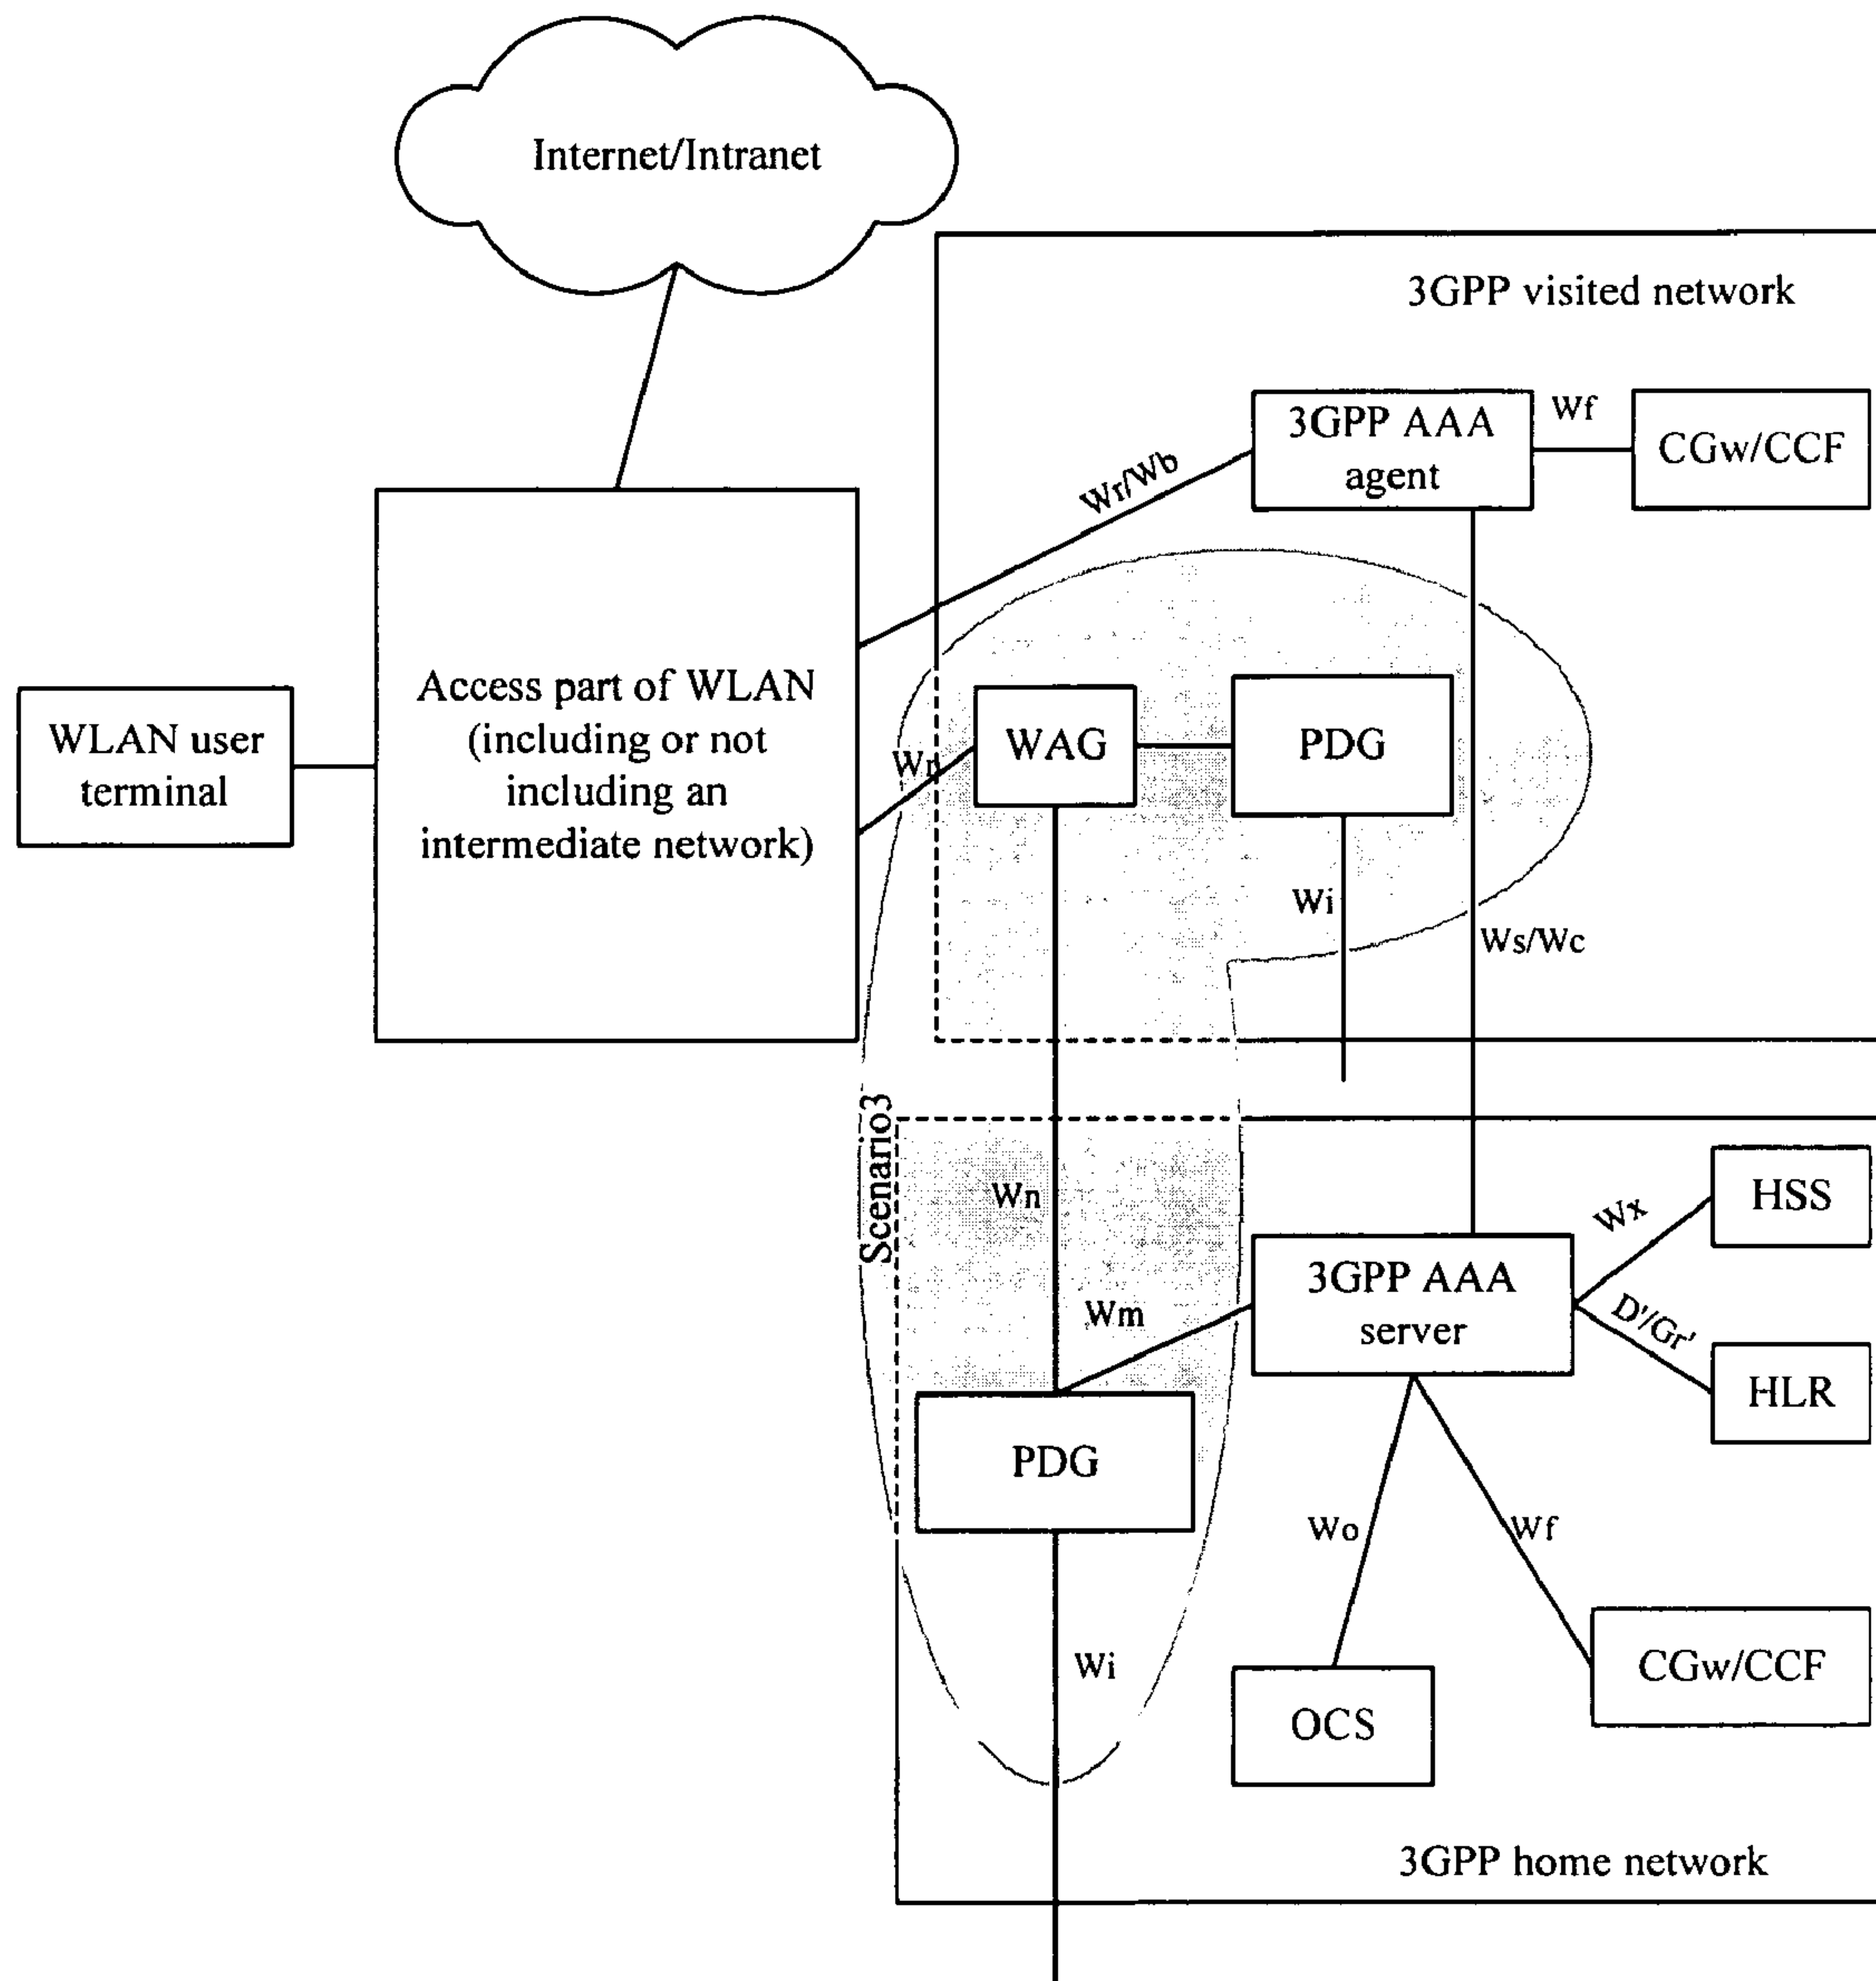 Internet/Intranet
3GPP visited network
3GPP AAA
agent
Wf
CGw/CCF
Wr/Wb
Access part of WLAN
(including or not
including an
intermediate network)
WLAN user
terminal
WAG
PDG
Wi
Ws/Wc
Scenario3
Wn
Wm
3GPP AAA
server
Wx
HSS
D'/Gr'
HLR
PDG
Wo
Wf
Wi
OCS
CGw/CCF
3GPP home network